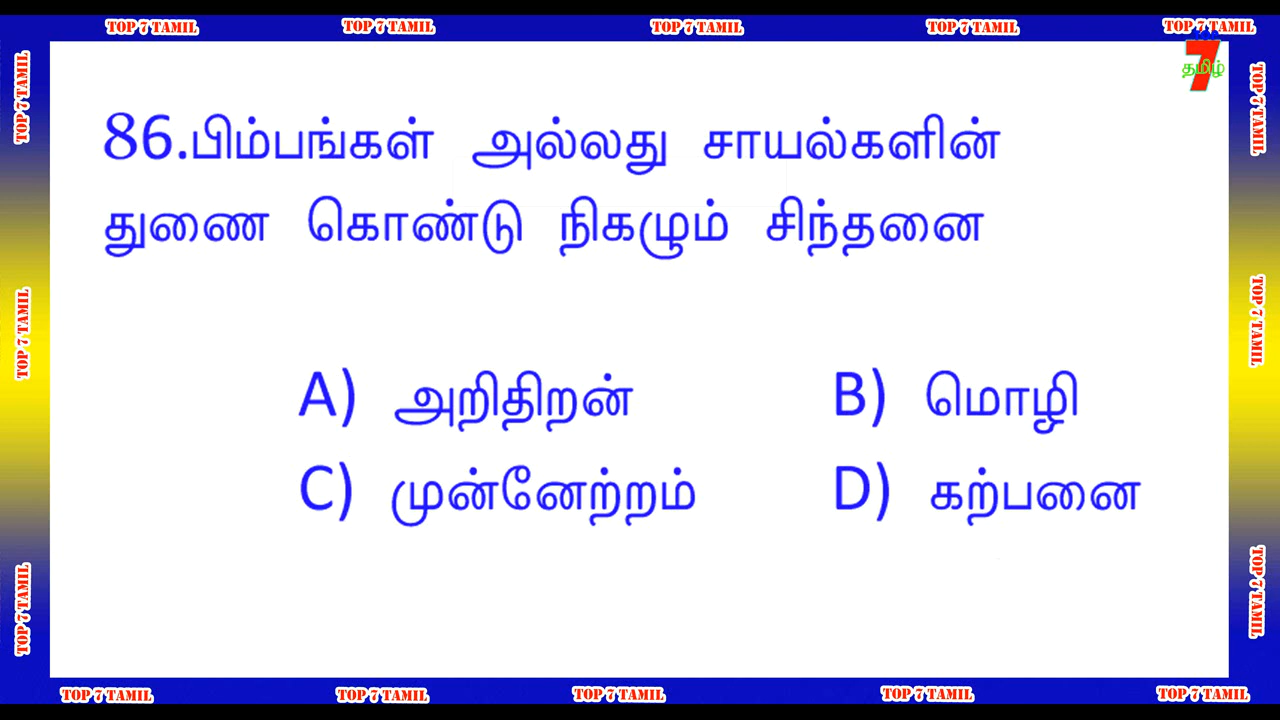 TOP 7 TAMIL TOP 7 TAMIL TOP 7 TAMIL TOP 7 TAMIL TOP 7 TAMIL
7
தமிழ்
TOP 7 TAMIL
TOP 7 TAMIL
86.பிம்பங்கள் அல்லது சாயல்களின்
துணை கொண்டு நிகழும் சிந்தனை
TOP 7 TAMIL
TOP 7 TAMIL
A) அறிதிறன் B) மொழி
C) முன்னேற்றம் D) கற்பனை
TOP 7 TAMIL
TOP 7 TAMIL
TOP 7 TAMIL TOP 7 TAMIL TOP 7 TAMIL TOP 7 TAMIL TOP 7 TAMIL